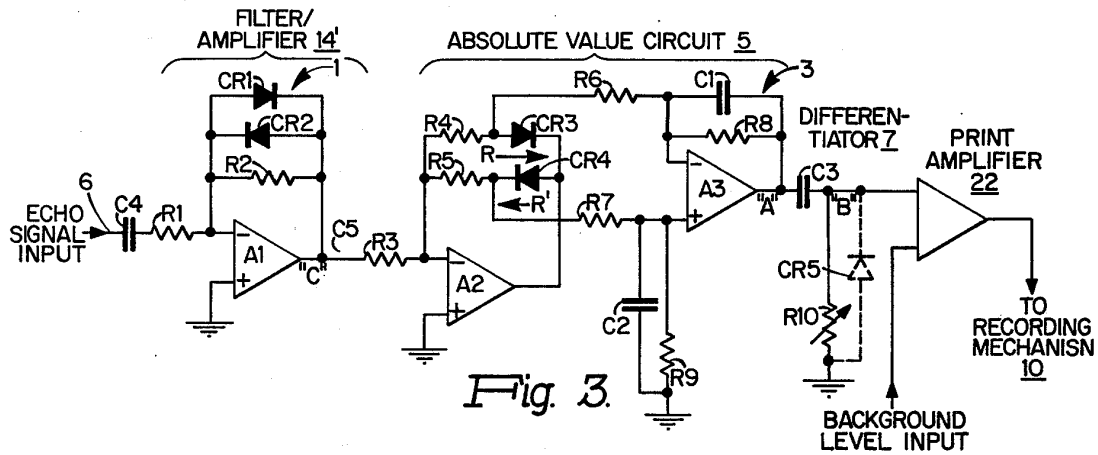 FILTER/
AMPLIFIER 14'
1
ABSOLUTE VALUE CIRCUIT 5
3
CR1
CR2
R2
R6
C1
R8
R4
CR3
R
R5
CR4
R'
DIFFEREN-
TIATOR 7
PRINT
AMPLIFIER
22
6
C4
R1
ECHO
SIGNAL
INPUT
-
A1
+
"C"
C5
R3
-
A2
+
R7
-
A3
+
"A"
C3
"B"
CR5
C2
R9
R10
TO
RECORDING
MECHANISN
10
BACKGROUND
LEVEL INPUT
Fig. 3.